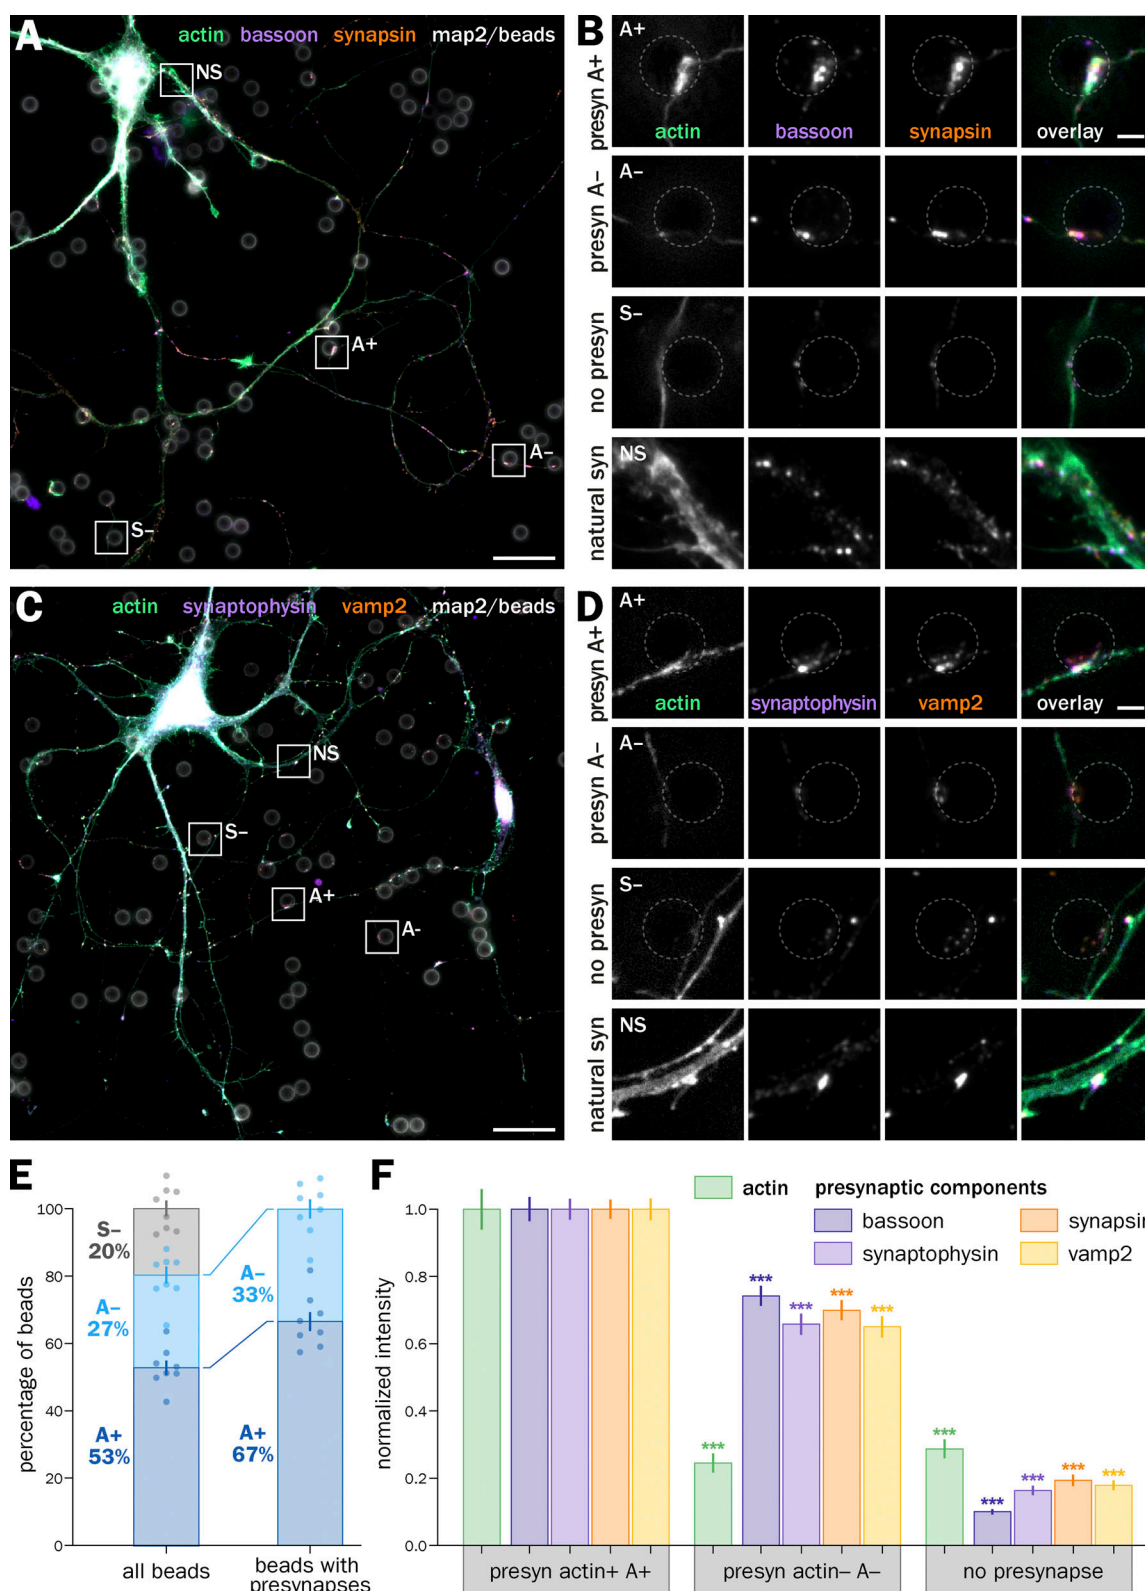 A
actin bassoon synapsin map2/beads
NS
A+
A–
S–
B
presyn A+
A+
actin
bassoon
synapsin
overlay
presyn A–
A–
no presyn
S–
natural syn
NS
C
actin synaptophysin vamp2 map2/beads
NS
S–
A+
A-
D
presyn A+
A+
actin
synaptophysin
vamp2
overlay
presyn A–
A–
no presyn
S–
natural syn
NS
E
percentage of beads
100
80
60
40
20
0
S–
20%
A–
27%
A+
53%
A–
33%
A+
67%
all beads
beads with
presynapses
F
actin presynaptic components
bassoon synapsin
synaptophysin vamp2
normalized intensity
1.0
0.8
0.6
0.4
0.2
0.0
*** *** *** *** ***
*** *** *** *** ***
presyn actin+ A+
presyn actin– A–
no presynapse